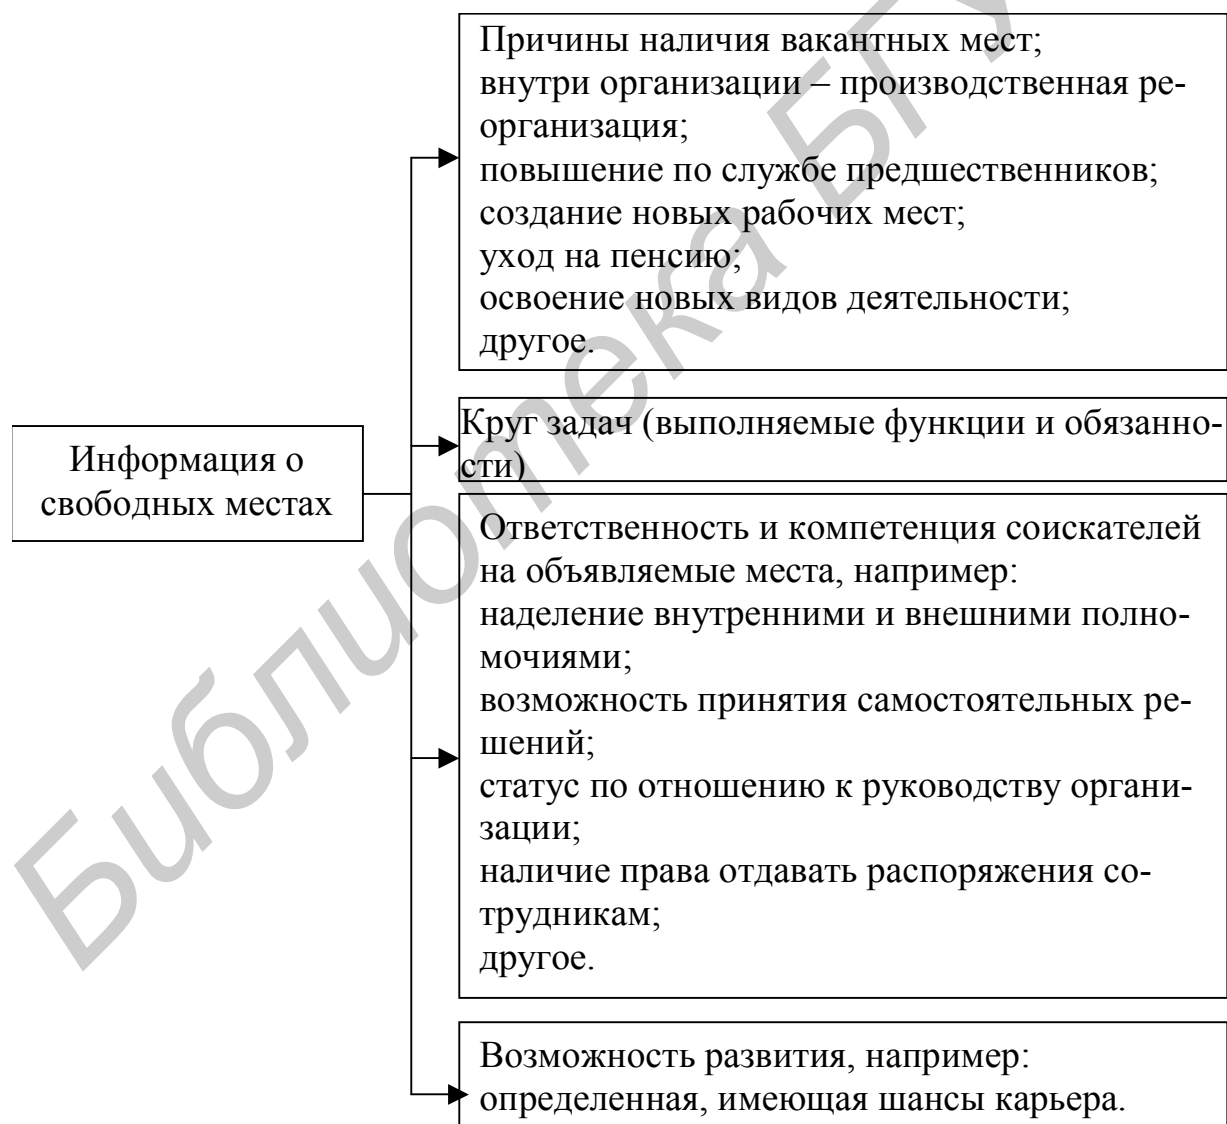 Причины наличия вакантных мест;
внутри организации – производственная ре-
организация;
повышение по службе предшественников;
создание новых рабочих мест;
уход на пенсию;
освоение новых видов деятельности;
другое.
Круг задач (выполняемые функции и обязанно-
сти)
Информация о
свободных местах
Ответственность и компетенция соискателей
на объявляемые места, например:
наделение внутренними и внешними полно-
мочиями;
возможность принятия самостоятельных ре-
шений;
статус по отношению к руководству органи-
зации;
наличие права отдавать распоряжения со-
трудникам;
другое.
Возможность развития, например:
определенная, имеющая шансы карьера.
Библиотека